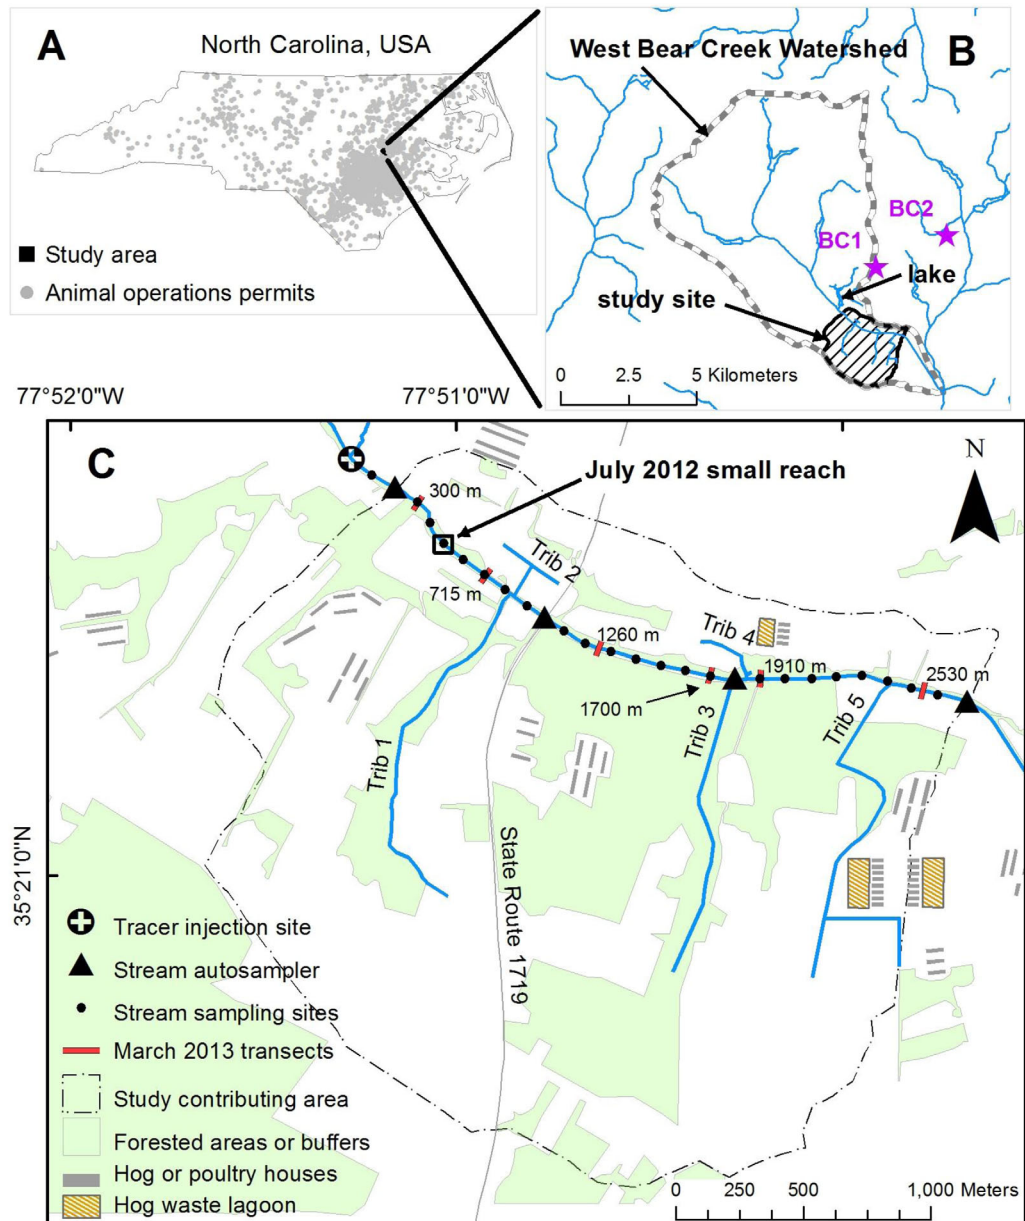 A
North Carolina, USA
Study area
Animal operations permits
B
West Bear Creek Watershed
BC2
BC1
lake
study site
0 2.5 5 Kilometers
77°52'0"W
77°51'0"W
C
N
300 m
July 2012 small reach
Trib 2
715 m
1260 m
Trib 4
1910 m
2530 m
1700 m
Trib 1
Trib 3
Trib 5
State Route 1719
35°21'0"N
Tracer injection site
Stream autosampler
Stream sampling sites
March 2013 transects
Study contributing area
Forested areas or buffers
Hog or poultry houses
Hog waste lagoon
0 250 500 1,000 Meters